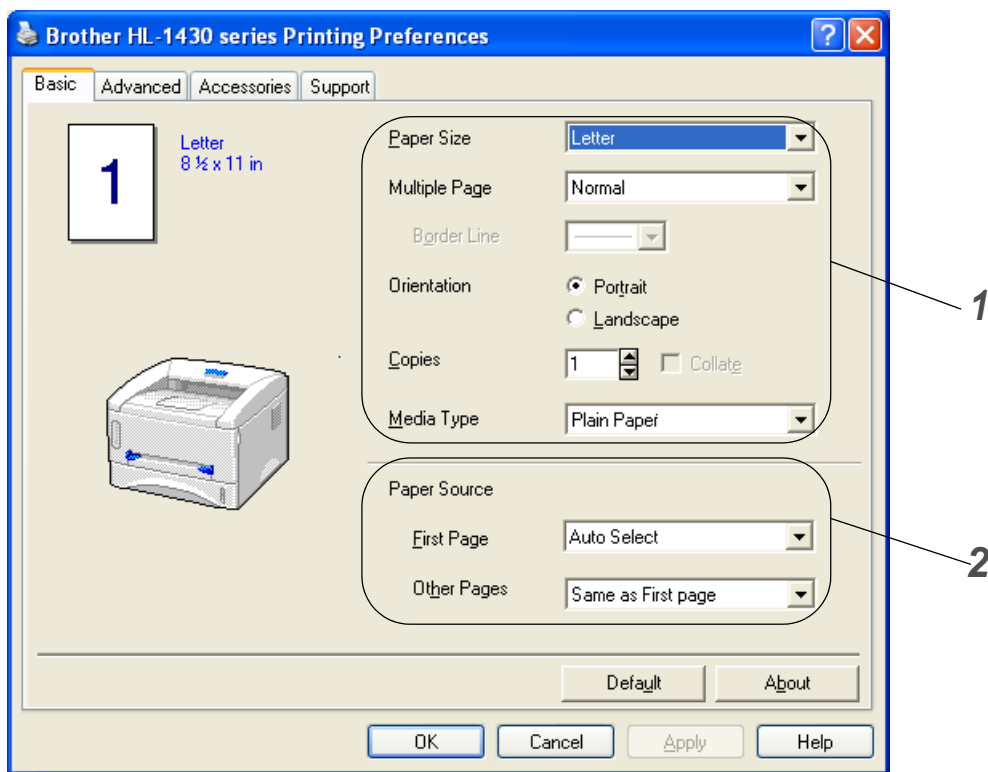 Brother HL-1430 series Printing Preferences
Basic Advanced Accessories Support
1
Letter
8 ½ x 11 in
Paper Size Letter
Multiple Page Normal
Border Line
Orientation Portrait
Landscape
Copies 1 Collate
Media Type Plain Paper
1
Paper Source
First Page Auto Select
Other Pages Same as First page
2
Default About
OK Cancel Apply Help